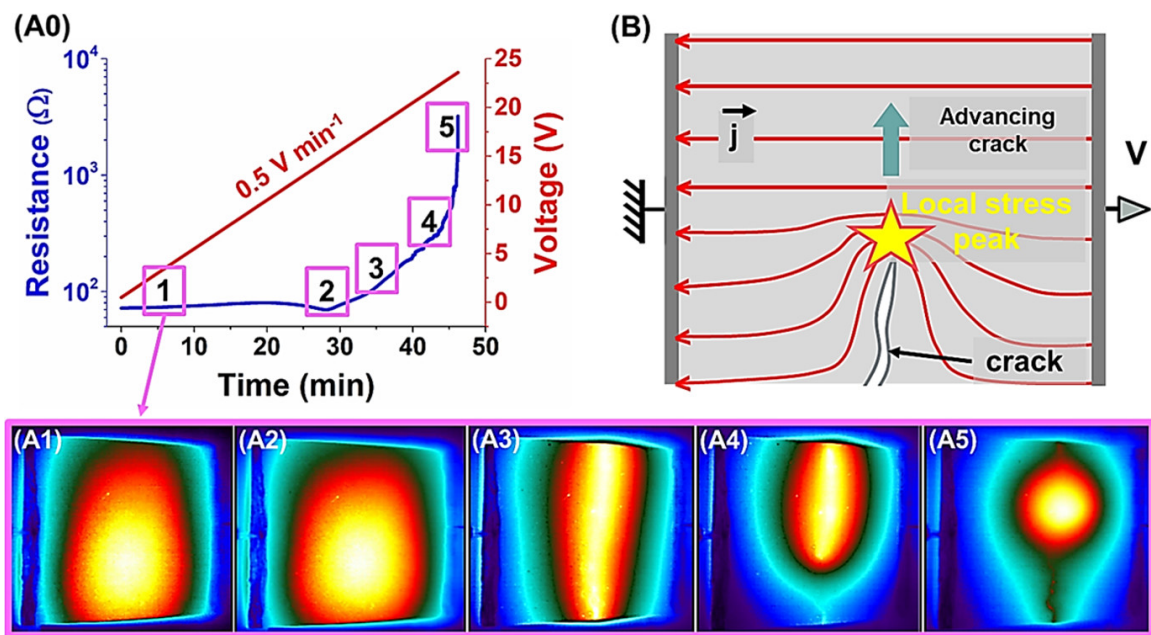 (A0)
Resistance (Ω)
10⁴
10³
10²
0.5 V min⁻¹
1
2
3
4
5
25
20
15
10
5
0
Voltage (V)
0
10
20
30
40
50
Time (min)
(B)
j
Advancing
crack
V
Local stress
peak
crack
(A1)
(A2)
(A3)
(A4)
(A5)